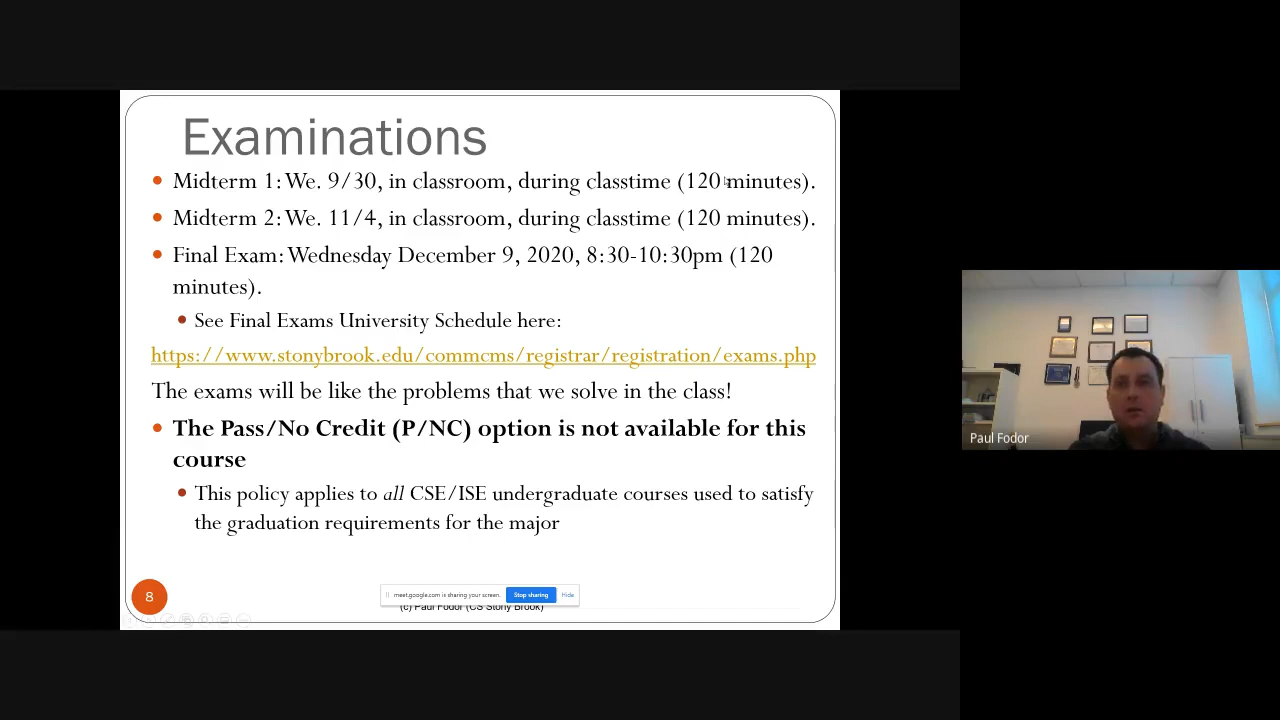 Examinations
Midterm 1: We. 9/30, in classroom, during classtime (120 minutes).
Midterm 2: We. 11/4, in classroom, during classtime (120 minutes).
Final Exam: Wednesday December 9, 2020, 8:30-10:30pm (120
minutes).
See Final Exams University Schedule here:
https://www.stonybrook.edu/commcms/registrar/registration/exams.php
The exams will be like the problems that we solve in the class!
The Pass/No Credit (P/NC) option is not available for this
course
This policy applies to all CSE/ISE undergraduate courses used to satisfy
the graduation requirements for the major
8
meet.google.com is sharing your screen. Stop sharing Hide
(c) Paul Fodor (CS Stony Brook)
Paul Fodor